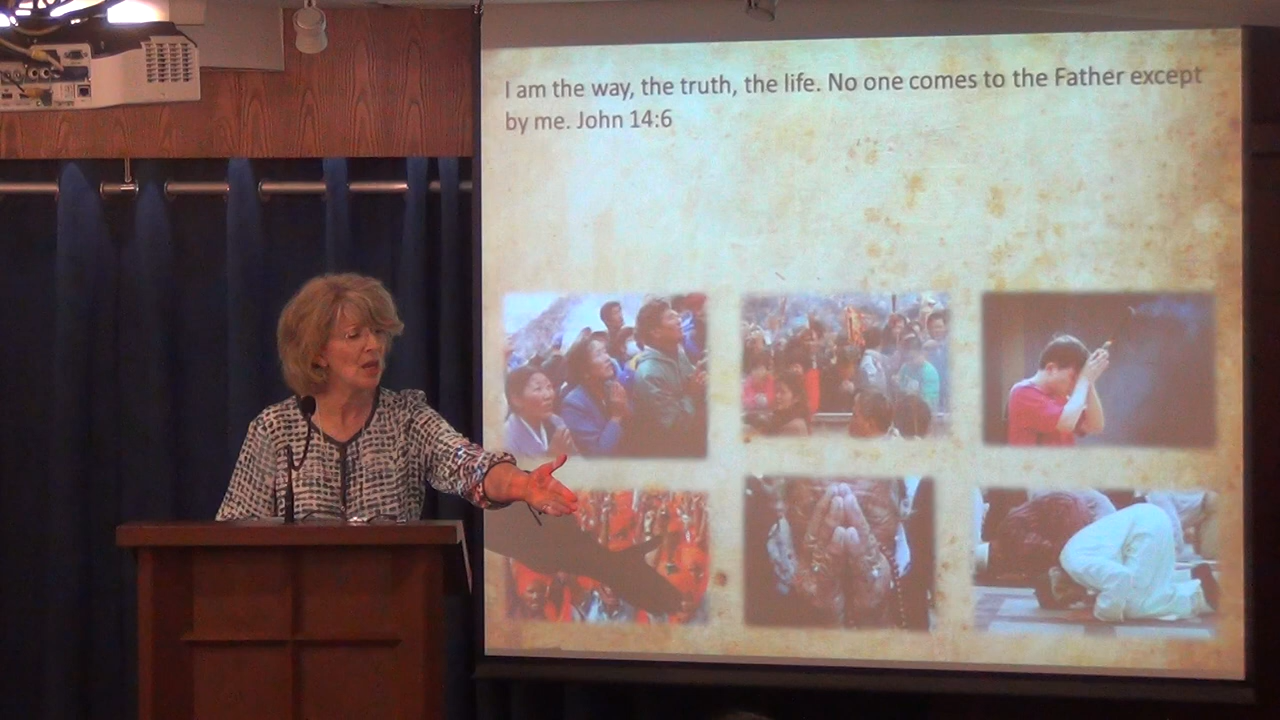 I am the way, the truth, the life. No one comes to the Father except
by me. John 14:6